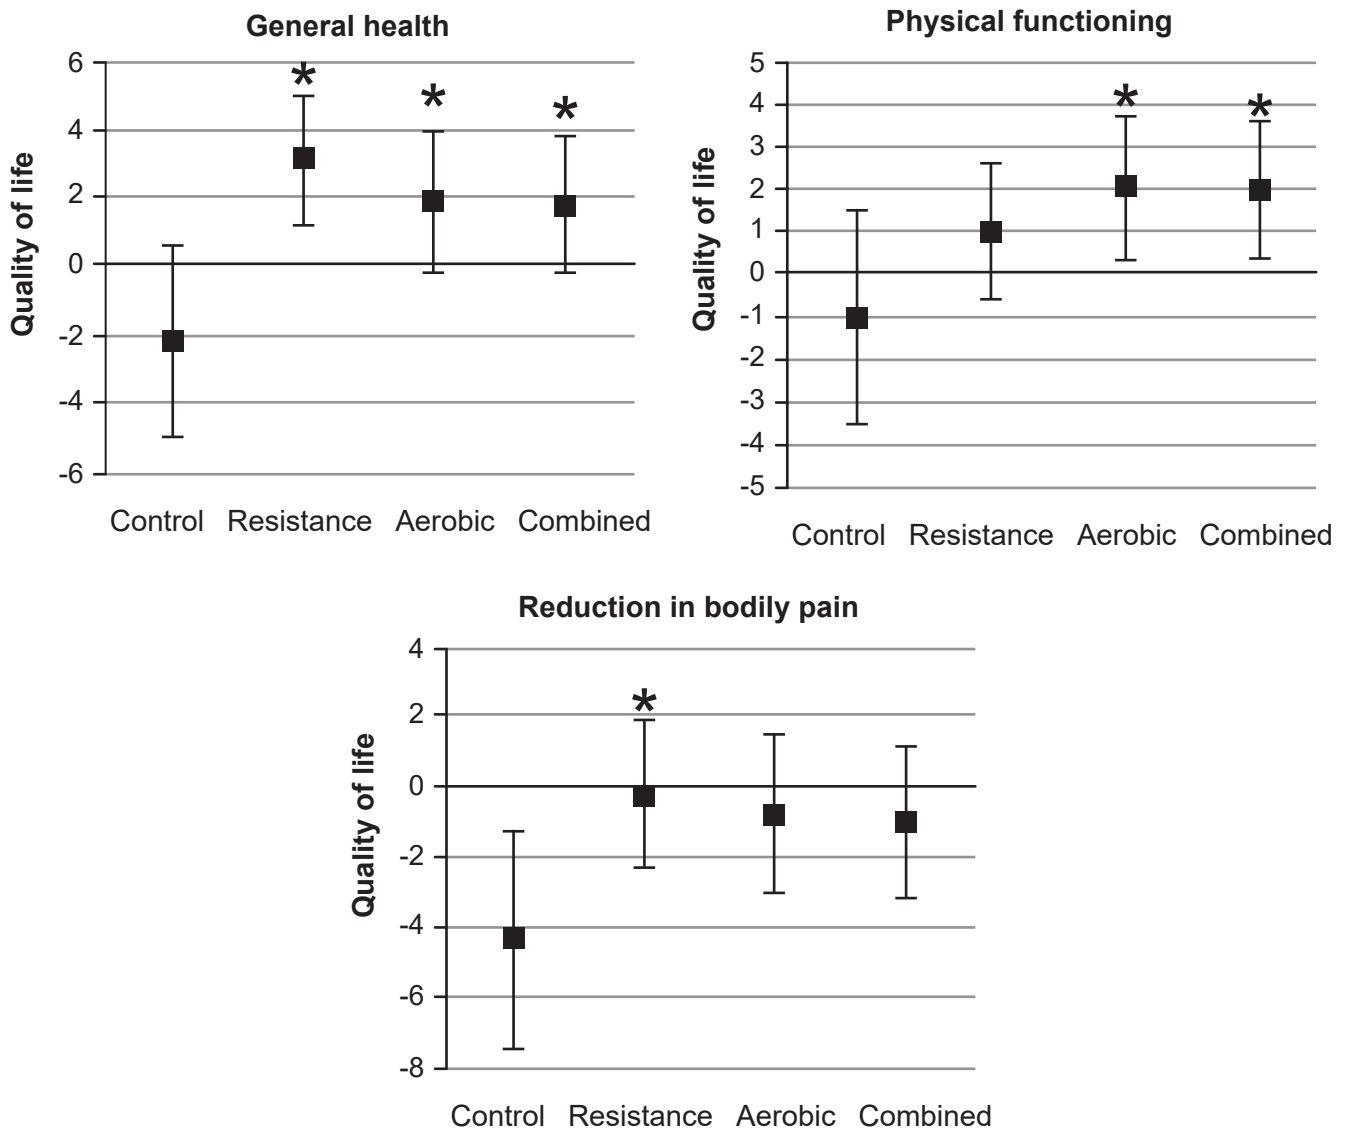 General health
6
4
2
0
-2
-4
-6
Quality of life
* * *
Control Resistance Aerobic Combined
Physical functioning
5
4
3
2
1
0
-1
-2
-3
-4
-5
Quality of life
* *
Control Resistance Aerobic Combined
Reduction in bodily pain
4
2
0
-2
-4
-6
-8
Quality of life
*
Control Resistance Aerobic Combined